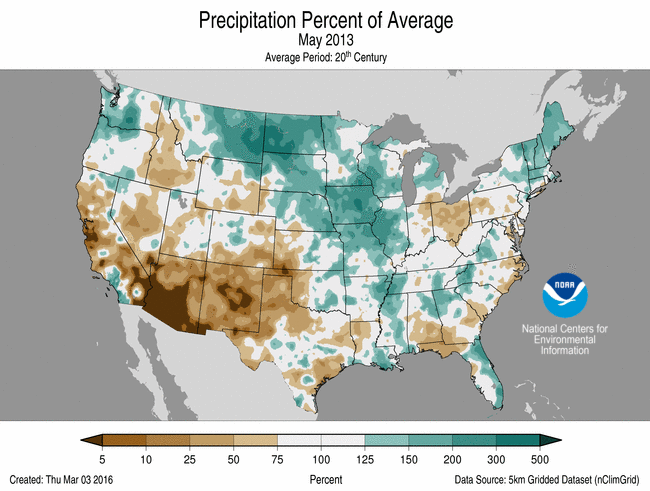 Precipitation Percent of Average
May 2013
Average Period: 20th Century
NOAA
National Centers for
Environmental
Information
5 10 25 50 75 100 125 150 200 300 500
Created: Thu Mar 03 2016 Percent Data Source: 5km Gridded Dataset (nClimGrid)